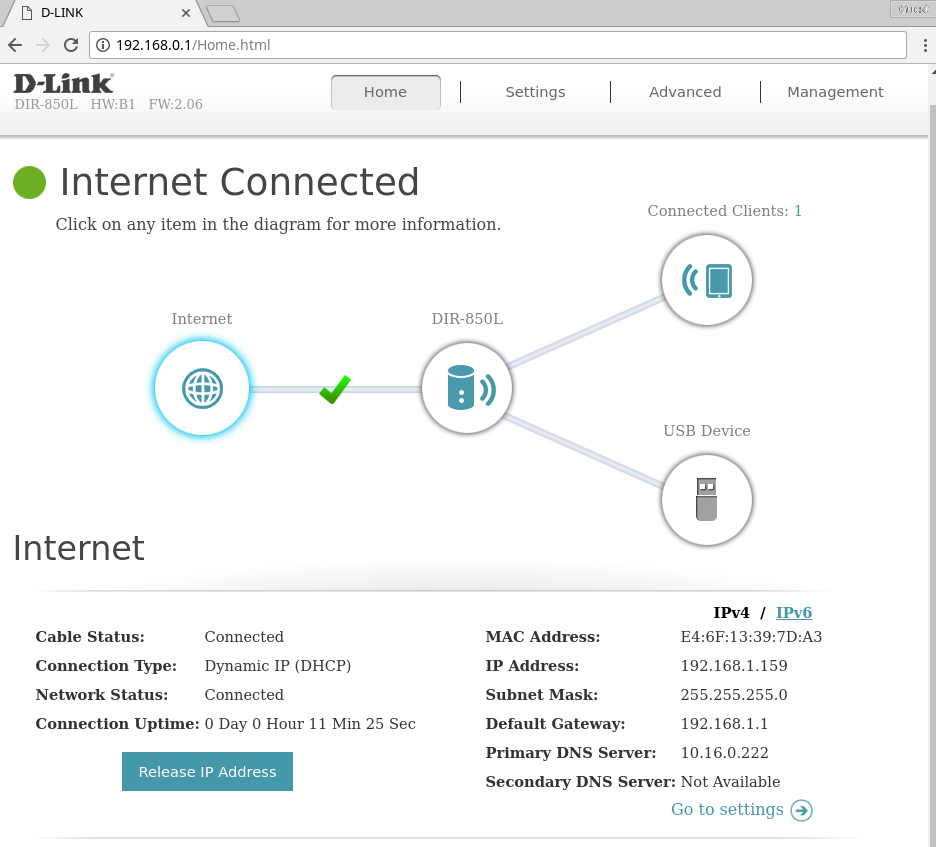 D-LINK
192.168.0.1/Home.html
D-Link
DIR-850L HW:B1 FW:2.06
Home
Settings
Advanced
Management
Internet Connected
Click on any item in the diagram for more information.
Connected Clients: 1
Internet
DIR-850L
USB Device
Internet
IPv4 / IPv6
Cable Status: Connected
Connection Type: Dynamic IP (DHCP)
Network Status: Connected
Connection Uptime: 0 Day 0 Hour 11 Min 25 Sec
Release IP Address
MAC Address: E4:6F:13:39:7D:A3
IP Address: 192.168.1.159
Subnet Mask: 255.255.255.0
Default Gateway: 192.168.1.1
Primary DNS Server: 10.16.0.222
Secondary DNS Server: Not Available
Go to settings